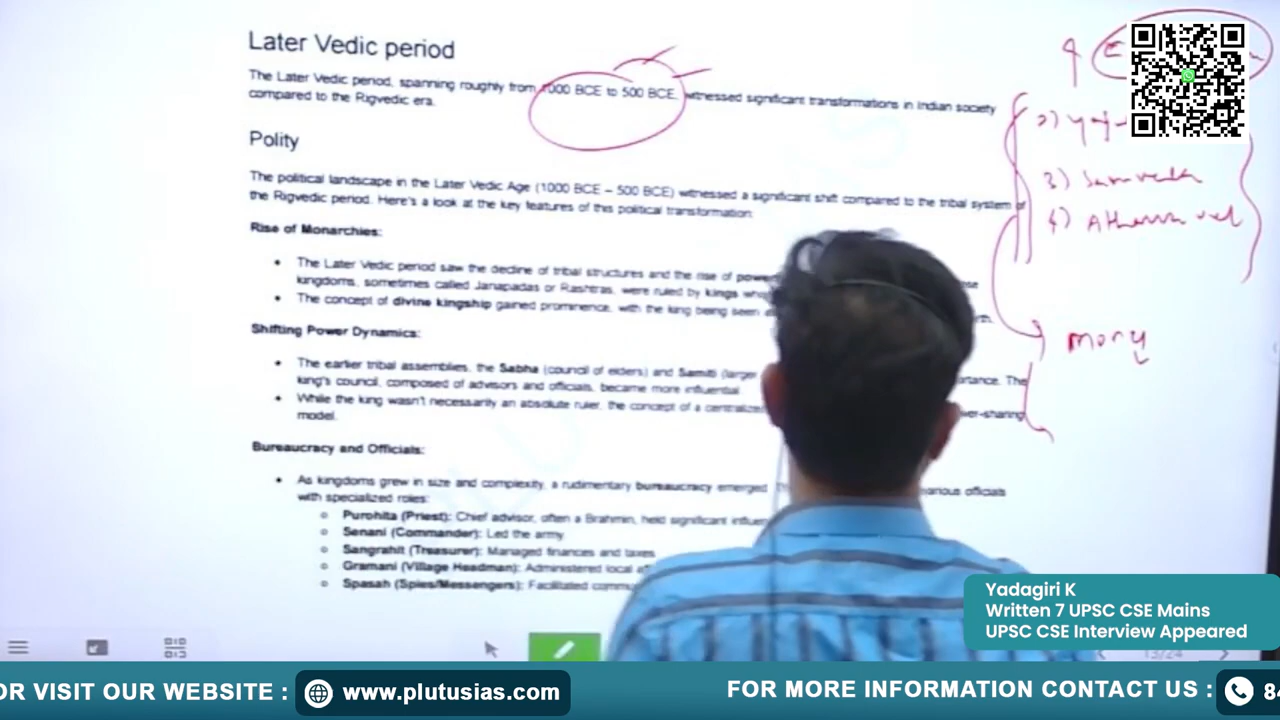 Later Vedic period
The Later Vedic period, spanning roughly from 1000 BCE to 500 BCE, witnessed significant transformations in Indian society
compared to the Rigvedic era.
Polity
The political landscape in the Later Vedic Age (1000 BCE – 500 BCE) witnessed a significant shift compared to the tribal system of
the Rigvedic period. Here's a look at the key features of this political transformation:
Rise of Monarchies:
The Later Vedic period saw the decline of tribal structures and the rise of
kingdoms, sometimes called Janapadas or Rashtras, were ruled by kings
The concept of divine kingship gained prominence, with the king being seen
Shifting Power Dynamics:
The earlier tribal assemblies, the Sabha (council of elders) and Samiti (larger The
king's council, composed of advisors and officials, became more influential.
While the king wasn't necessarily an absolute ruler, the concept of a
model.
Bureaucracy and Officials:
As kingdoms grew in size and complexity, a rudimentary bureaucracy emerged officials
with specialized roles:
Purohita (Priest): Chief advisor, often a Brahmin, held significant
Senani (Commander): Led the army
Sangrahit (Treasurer): Managed finances and taxes
Gramani (Village Headman): Administered local
Spasah (Spies/Messengers): Facilitated
3) Samveda
4)
Yadagiri K
Written 7 UPSC CSE Mains
UPSC CSE Interview Appeared
13/24
OR VISIT OUR WEBSITE : www.plutusias.com FOR MORE INFORMATION CONTACT US : 84